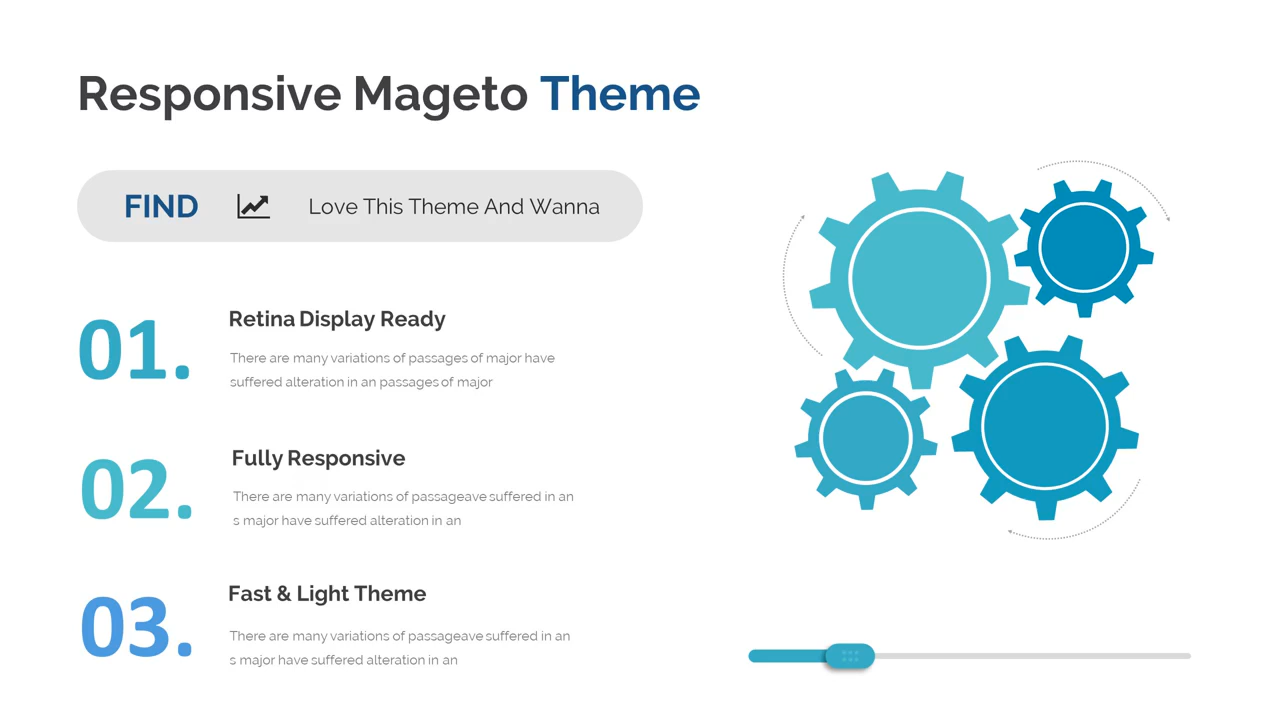 Responsive Mageto Theme
FIND Love This Theme And Wanna
01.
Retina Display Ready
There are many variations of passages of major have
suffered alteration in an passages of major
02.
Fully Responsive
There are many variations of passageave suffered in an
s major have suffered alteration in an
03.
Fast & Light Theme
There are many variations of passageave suffered in an
s major have suffered alteration in an